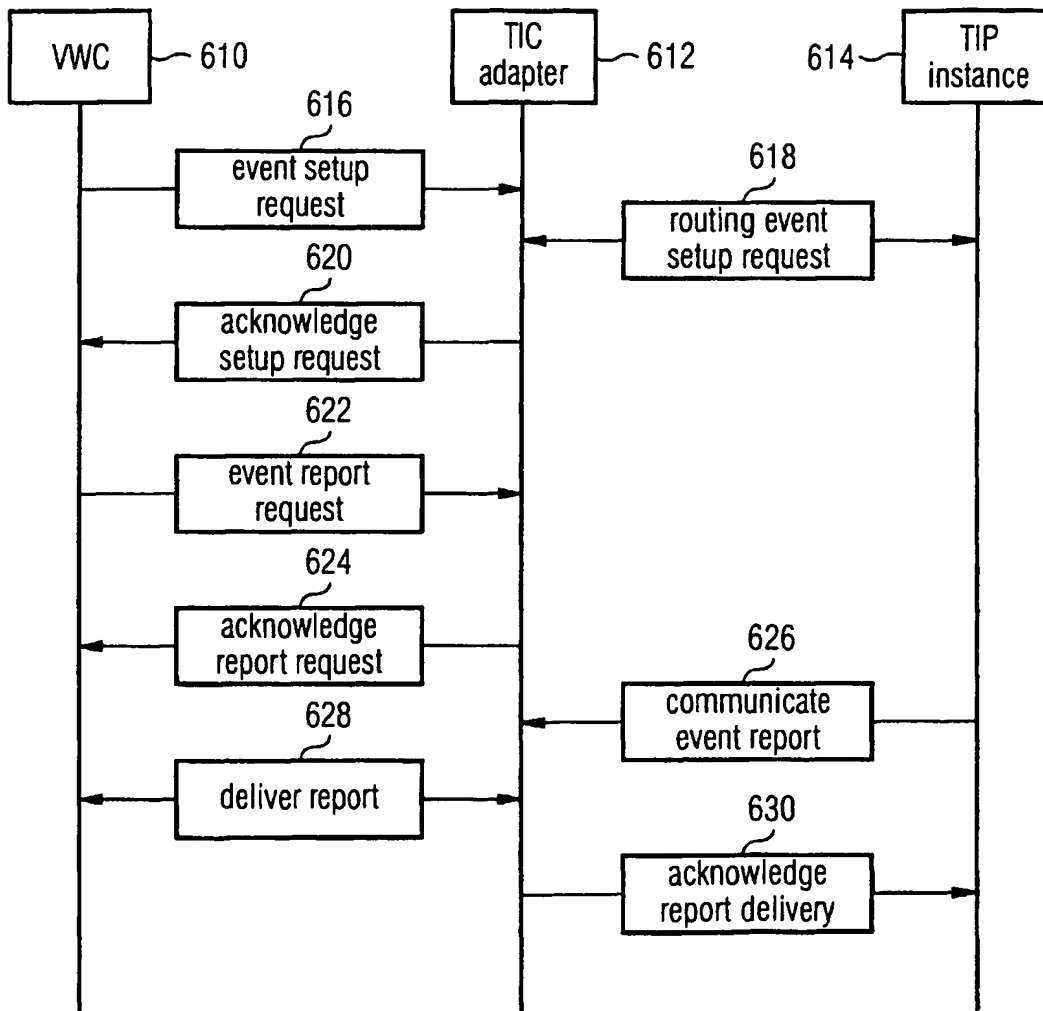 VWC
610
TIC
adapter
612
614
TIP
instance
616
event setup
request
618
routing event
setup request
620
acknowledge
setup request
622
event report
request
624
acknowledge
report request
626
communicate
event report
628
deliver report
630
acknowledge
report delivery